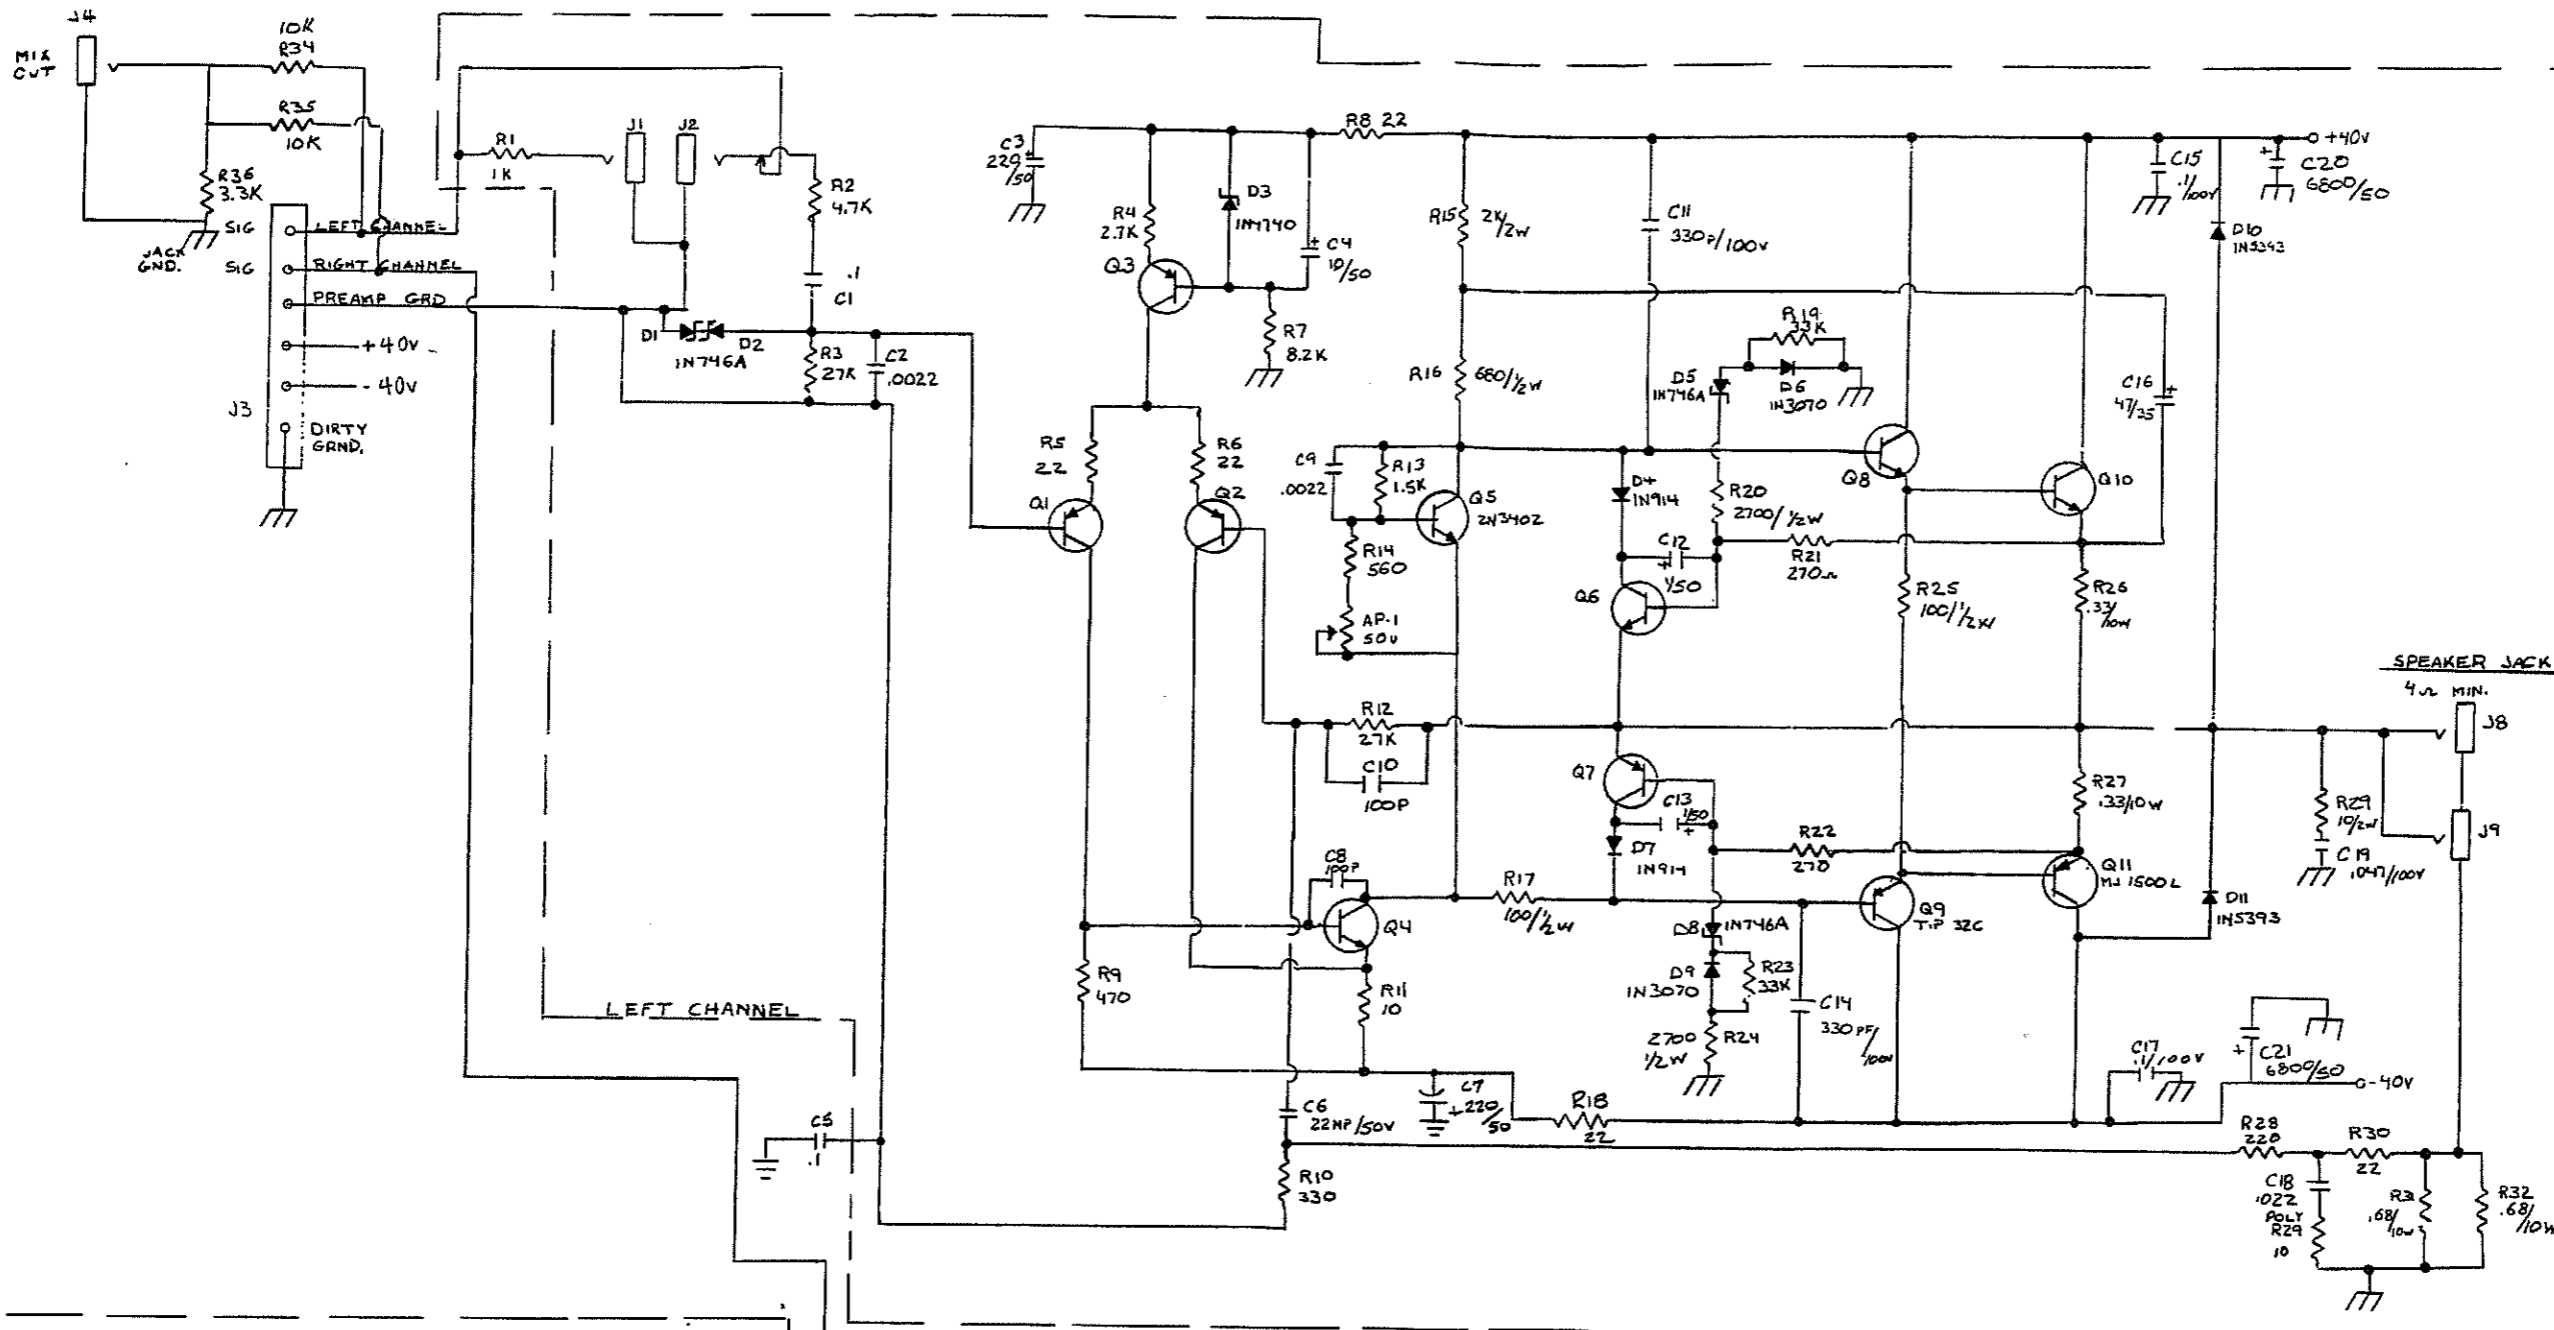 J4
MIX
OUT
10K
R34
R35
10K
R36
3.3K
JACK
GND.
SIG
LEFT CHANNEL
SIG
RIGHT CHANNEL
PREAMP GRD
+40V
-40V
J3
DIRTY
GRND.
R1
1K
J1
J2
R2
4.7K
.1
C1
D1
D2
1N746A
R3
27K
C2
.0022
C3
220
/50
+
R8 22
R4
2.7K
D3
1N4740
Q3
+
C4
10/50
R7
8.2K
R5
22
R6
22
Q1
Q2
R15
2K/
/2W
R16
680/½W
C11
330P/100V
C9
.0022
R13
1.5K
Q5
2N3402
R14
560
AP-1
D4
1N914
D5
1N746A
R19
33K
D6
1N3070
R20
2700/½W
C12
+
1/50
R21
270Ω
Q6
Q8
Q10
R25
100/½W
R26
.33/
10W
C16
47/35
+
C15
.1/
100V
+40V
+
C20
6800/50
D10
1N5393
SPEAKER JACK
4Ω MIN.
J8
J9
R12
27K
C10
100P
Q7
C13
1/50
+
D7
1N914
R22
270
R27
.33/10W
Q11
MJ 1500L
R29
10/2W
C19
.047/100V
D11
1N5393
C8
100P
Q4
R17
100/½W
Q9
TIP 32C
D8
1N746A
D9
1N3070
R23
33K
2700
½W
R24
C14
330PF/
100V
R9
470
R11
10
LEFT CHANNEL
C5
.1
C6
22NP/50V
C7
+
220/
50
R18
22
C17
.1/100V
+
C21
6800/50
-40V
R10
330
R28
220
R30
22
C18
.022
POLY
R29
10
R31
.68/
10W
R32
.68/
10W